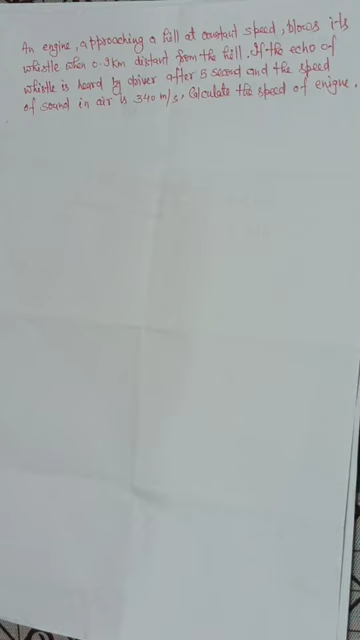 An engine, approaching a hill at constant speed, blows its
whistle when 0.9km distant from the hill. If the echo of
whistle is heard by driver after 5 second and the speed
of sound in air is 340 m/s, Calculate the speed of enigne.